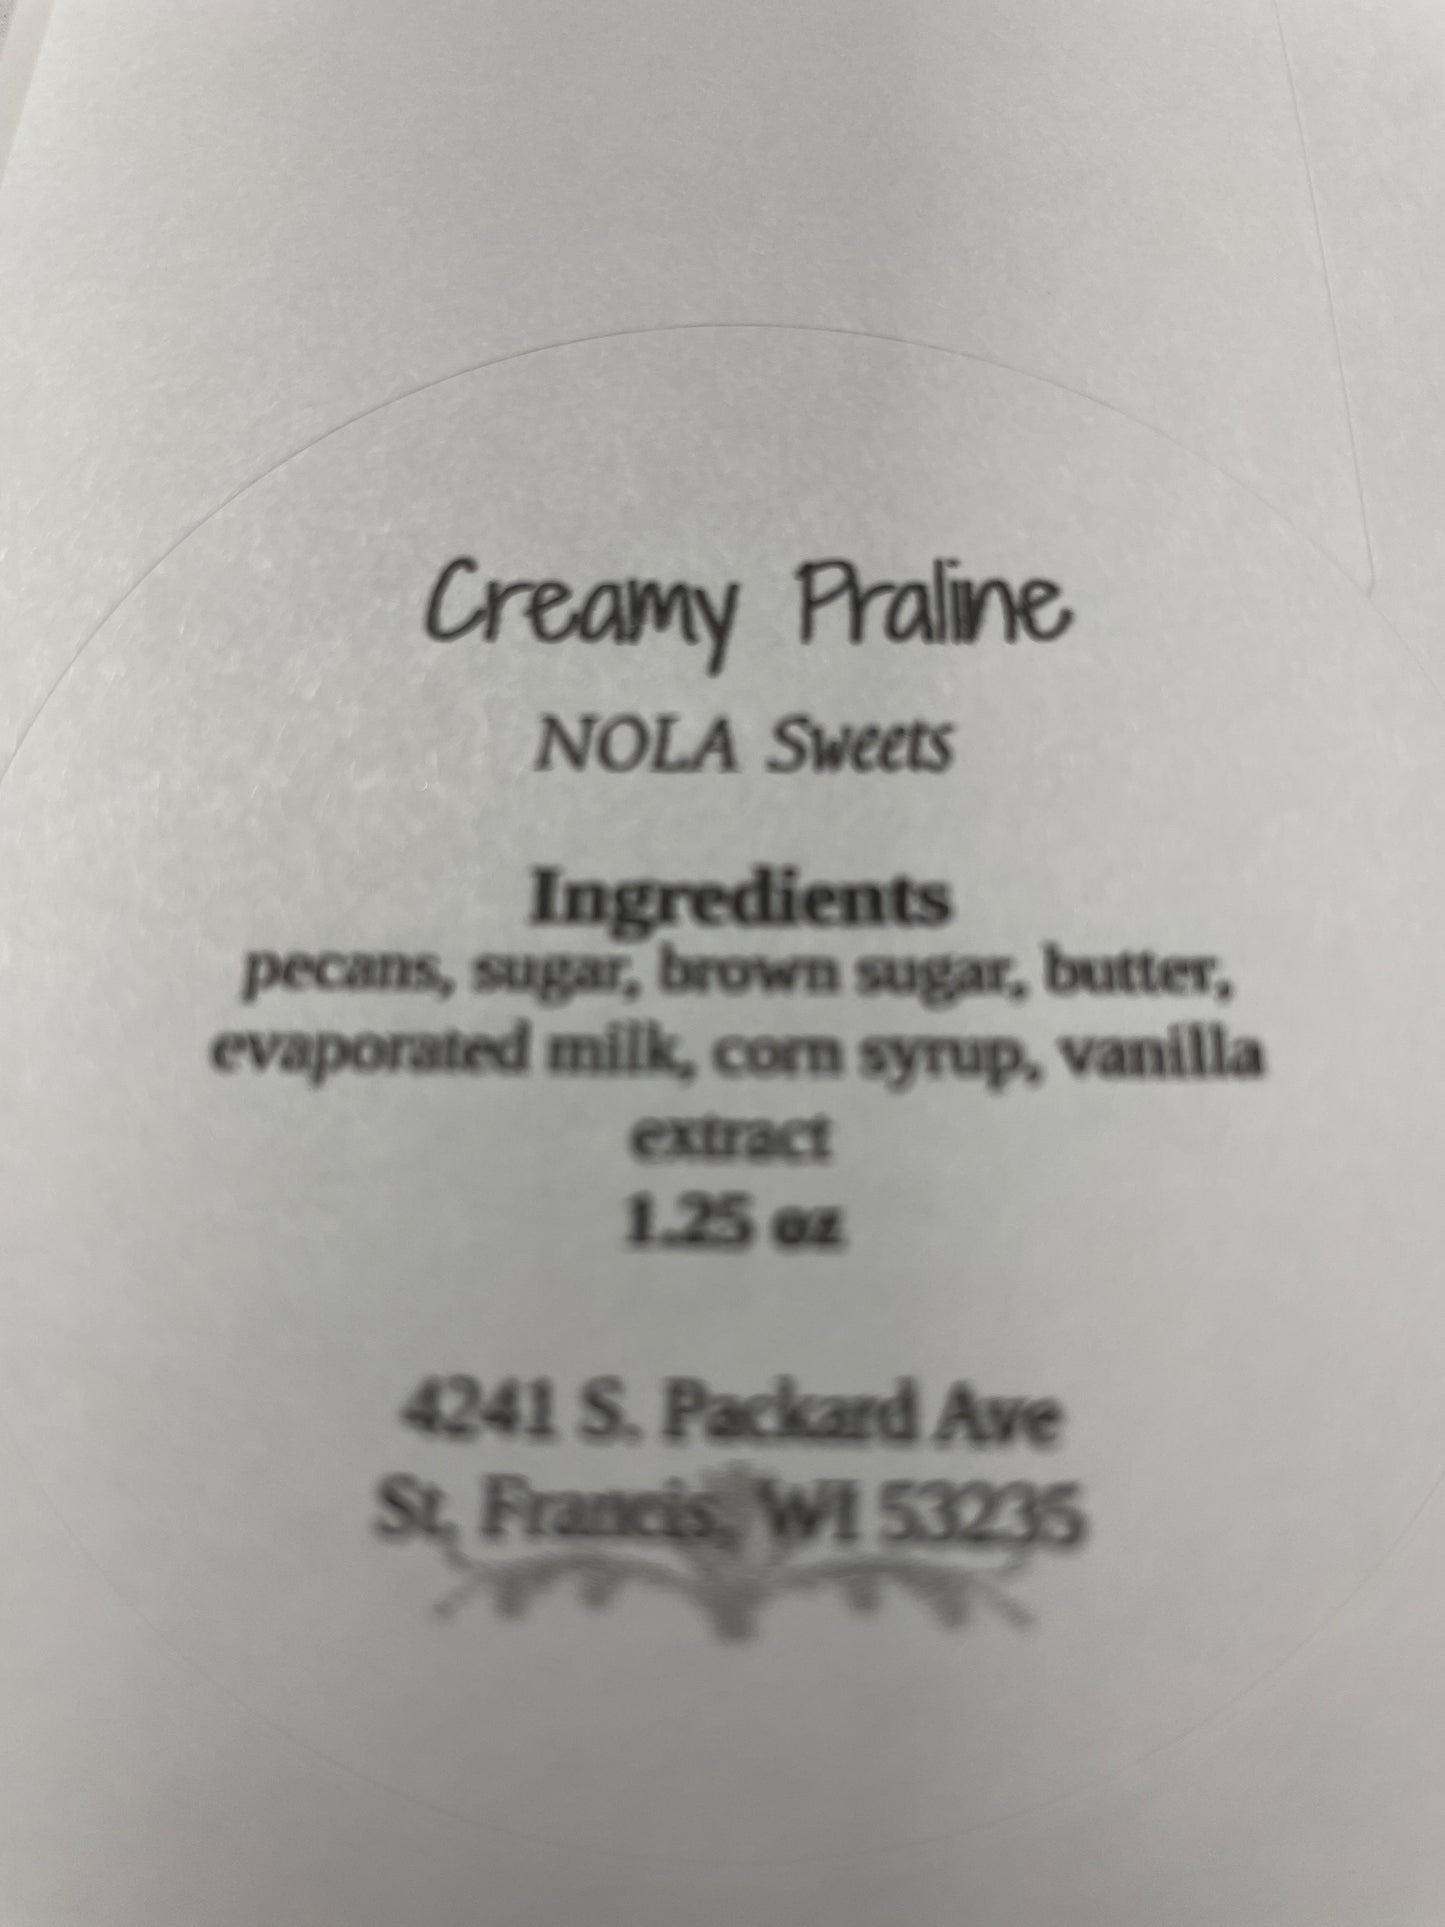 Creamy Praline
NOLA Sweets
Ingredients
pecans, sugar, brown sugar, butter,
evaporated milk, corn syrup, vanilla
extract
1.25 oz
4241 S. Packard Ave
St. Francis, WI 53235